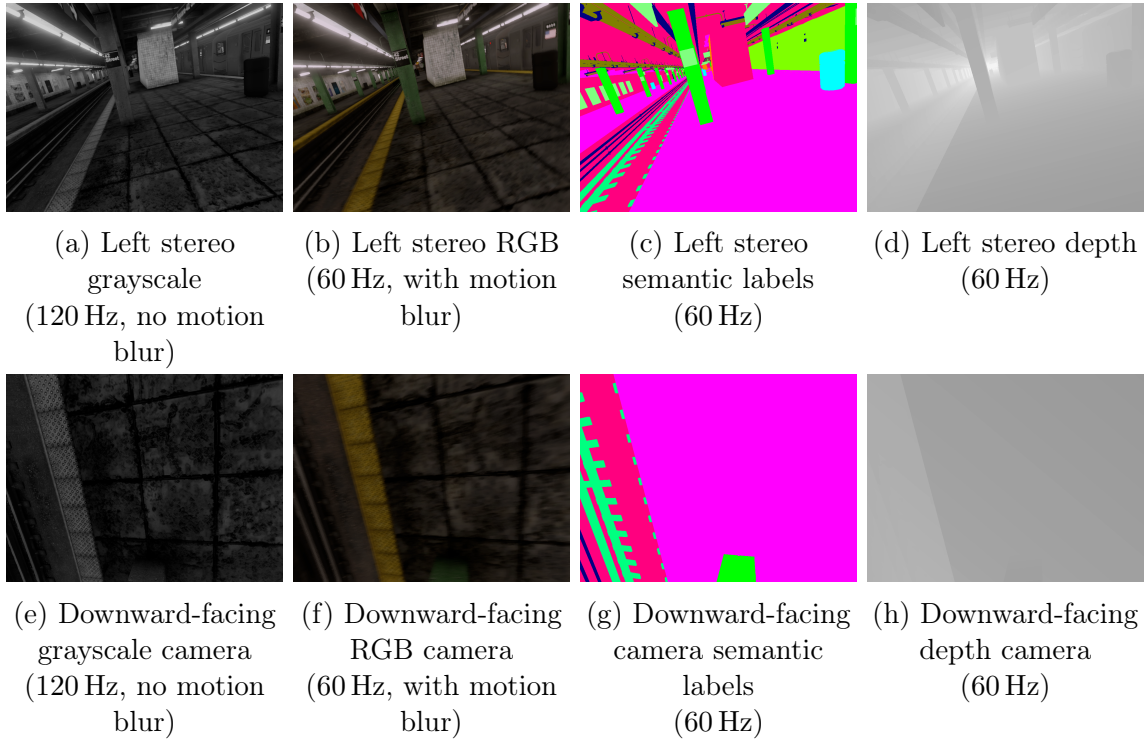 (a) Left stereo
grayscale
(120 Hz, no motion
blur)
(b) Left stereo RGB
(60 Hz, with motion
blur)
(c) Left stereo
semantic labels
(60 Hz)
(d) Left stereo depth
(60 Hz)
(e) Downward-facing
grayscale camera
(120 Hz, no motion
blur)
(f) Downward-facing
RGB camera
(60 Hz, with motion
blur)
(g) Downward-facing
camera semantic
labels
(60 Hz)
(h) Downward-facing
depth camera
(60 Hz)